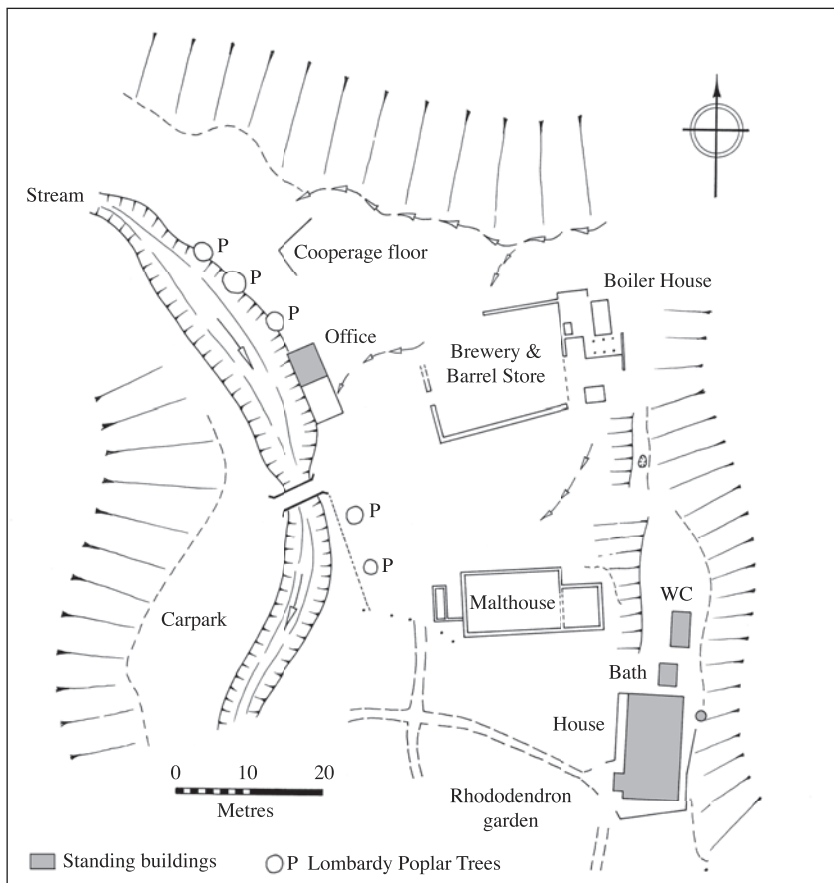 Stream
P
Cooperage floor
P
Boiler House
P
Office
Brewery &
Barrel Store
P
P
Malthouse
WC
Carpark
Bath
House
0 10 20
Metres
Rhododendron
garden
Standing buildings
P Lombardy Poplar Trees